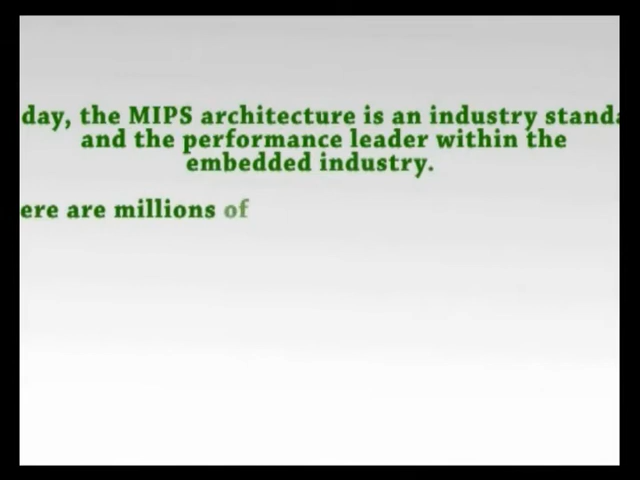 day, the MIPS architecture is an industry standa
and the performance leader within the
embedded industry.
ere are millions of